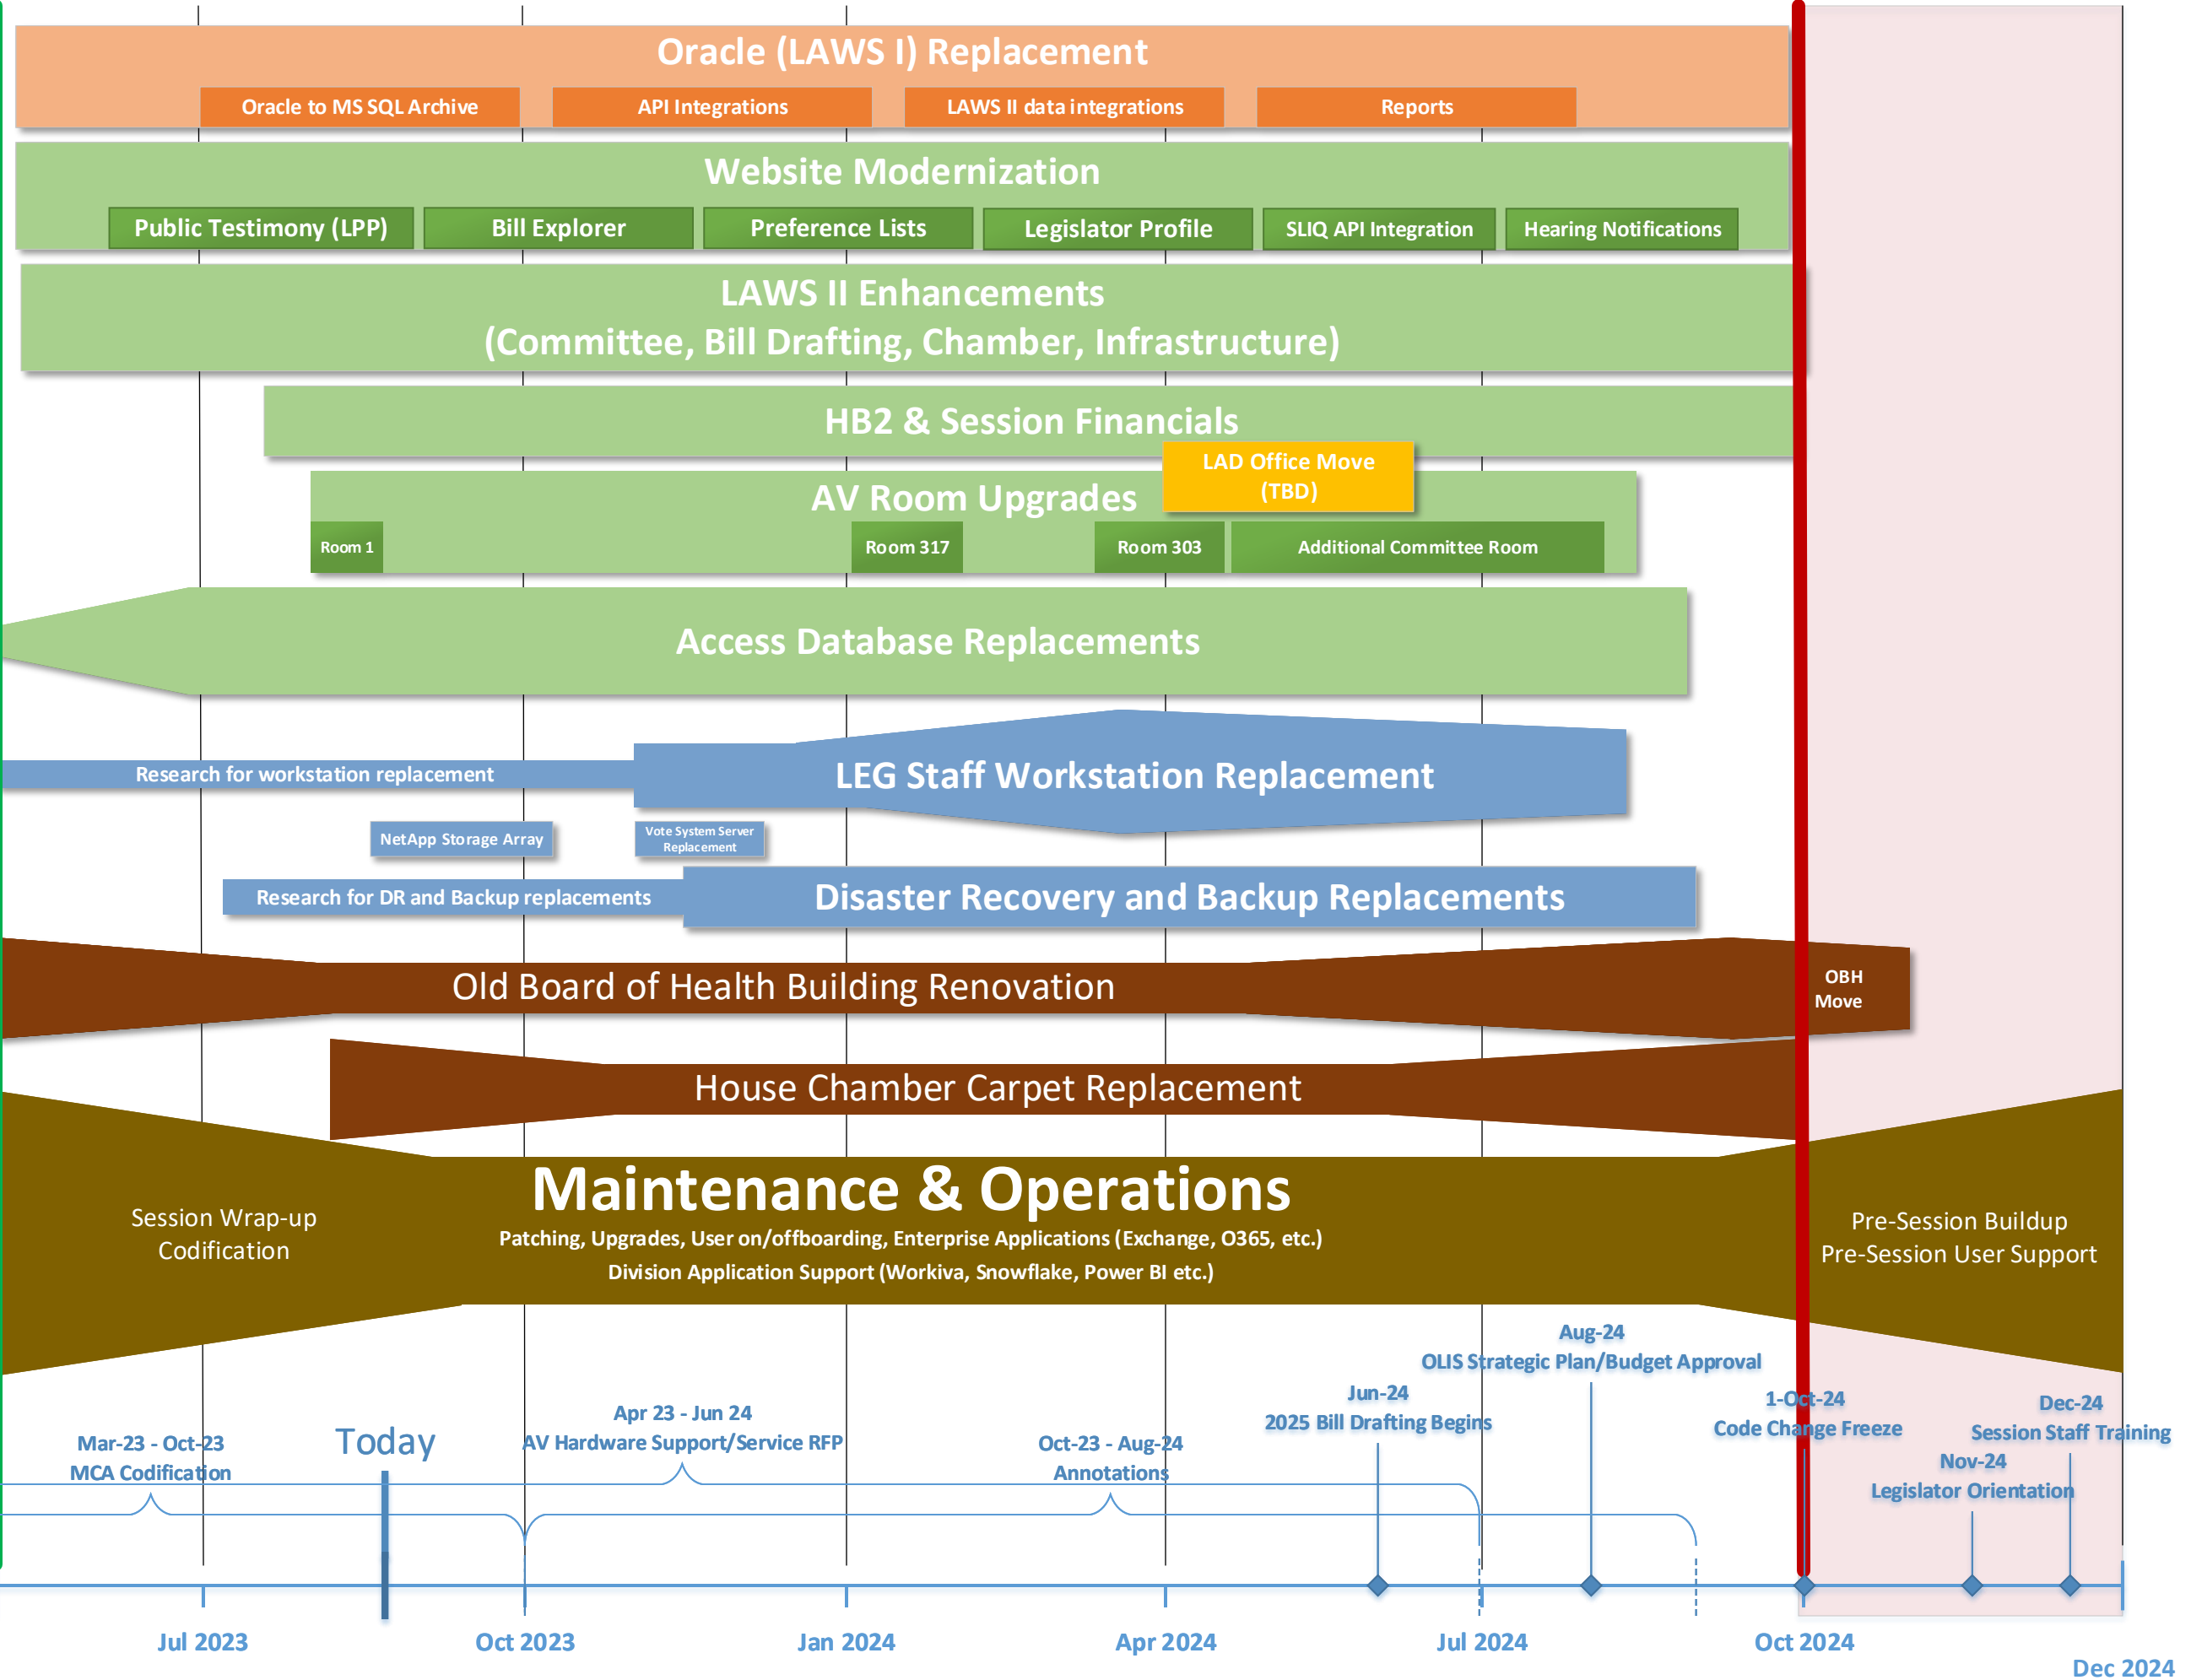 Oracle (LAWS I) Replacement
Oracle to MS SQL Archive
API Integrations
LAWS II data integrations
Reports
Website Modernization
Public Testimony (LPP)
Bill Explorer
Preference Lists
Legislator Profile
SLIQ API Integration
Hearing Notifications
LAWS II Enhancements
(Committee, Bill Drafting, Chamber, Infrastructure)
HB2 & Session Financials
LAD Office Move
(TBD)
AV Room Upgrades
Room 1
Room 317
Room 303
Additional Committee Room
Access Database Replacements
Research for workstation replacement
LEG Staff Workstation Replacement
NetApp Storage Array
Vote System Server
Replacement
Research for DR and Backup replacements
Disaster Recovery and Backup Replacements
Old Board of Health Building Renovation
OBH
Move
House Chamber Carpet Replacement
Maintenance & Operations
Patching, Upgrades, User on/offboarding, Enterprise Applications (Exchange, O365, etc.)
Division Application Support (Workiva, Snowflake, Power BI etc.)
Session Wrap-up
Codification
Pre-Session Buildup
Pre-Session User Support
Mar-23 - Oct-23
MCA Codification
Today
Apr 23 - Jun 24
AV Hardware Support/Service RFP
Oct-23 - Aug-24
Annotations
Jun-24
2025 Bill Drafting Begins
Aug-24
OLIS Strategic Plan/Budget Approval
1-Oct-24
Code Change Freeze
Nov-24
Legislator Orientation
Dec-24
Session Staff Training
Jul 2023
Oct 2023
Jan 2024
Apr 2024
Jul 2024
Oct 2024
Dec 2024